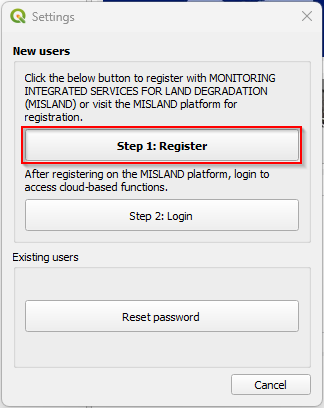 Settings
New users
Click the below button to register with MONITORING
INTEGRATED SERVICES FOR LAND DEGRADATION
(MISLAND) or visit the MISLAND platform for
registration.
Step 1: Register
After registering on the MISLAND platform, login to
access cloud-based functions.
Step 2: Login
Existing users
Reset password
Cancel